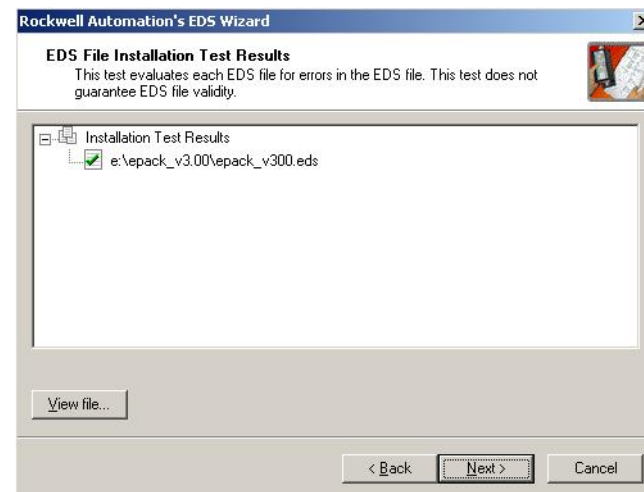 Rockwell Automation's EDS Wizard
EDS File Installation Test Results
This test evaluates each EDS file for errors in the EDS file. This test does not
guarantee EDS file validity.
Installation Test Results
e:\epack_v3.00\epack_v300.eds
View file...
< Back
Next >
Cancel